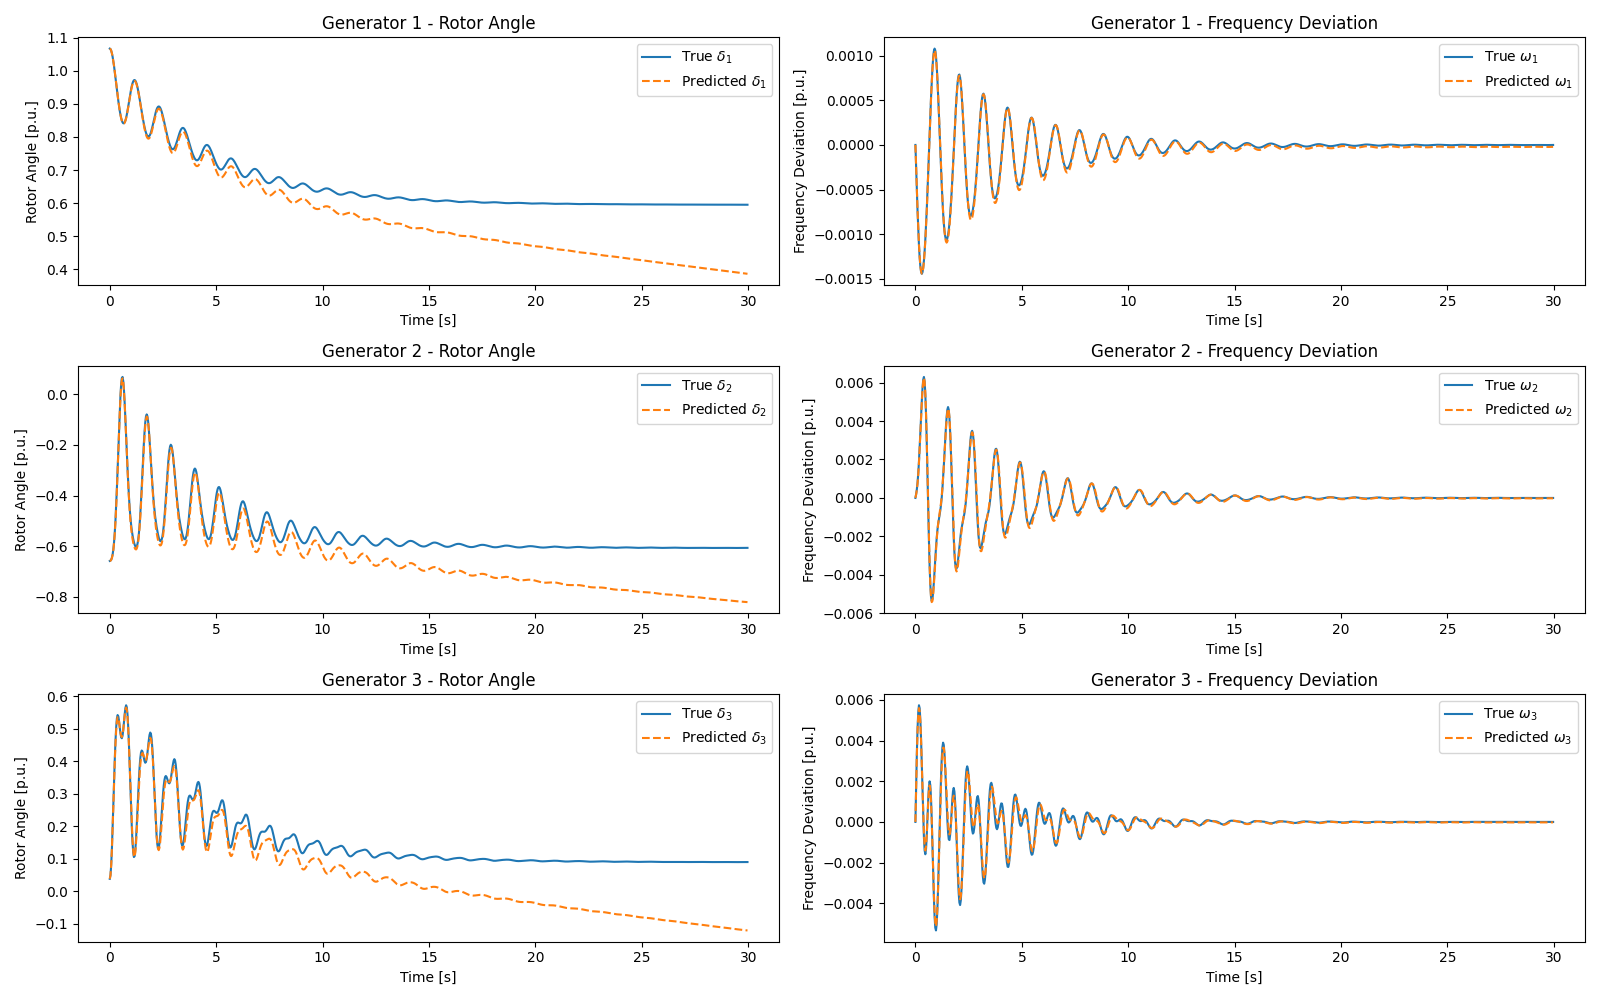 Generator 1 - Rotor Angle
Rotor Angle [p.u.]
1.1
1.0
0.9
0.8
0.7
0.6
0.5
0.4
True δ1
Predicted δ1
0 5 10 15 20 25 30
Time [s]
Generator 1 - Frequency Deviation
Frequency Deviation [p.u.]
0.0010
0.0005
0.0000
−0.0005
−0.0010
−0.0015
True ω1
Predicted ω1
0 5 10 15 20 25 30
Time [s]
Generator 2 - Rotor Angle
Rotor Angle [p.u.]
0.0
−0.2
−0.4
−0.6
−0.8
True δ2
Predicted δ2
0 5 10 15 20 25 30
Time [s]
Generator 2 - Frequency Deviation
Frequency Deviation [p.u.]
0.006
0.004
0.002
0.000
−0.002
−0.004
−0.006
True ω2
Predicted ω2
0 5 10 15 20 25 30
Time [s]
Generator 3 - Rotor Angle
Rotor Angle [p.u.]
0.6
0.5
0.4
0.3
0.2
0.1
0.0
−0.1
True δ3
Predicted δ3
0 5 10 15 20 25 30
Time [s]
Generator 3 - Frequency Deviation
Frequency Deviation [p.u.]
0.006
0.004
0.002
0.000
−0.002
−0.004
True ω3
Predicted ω3
0 5 10 15 20 25 30
Time [s]